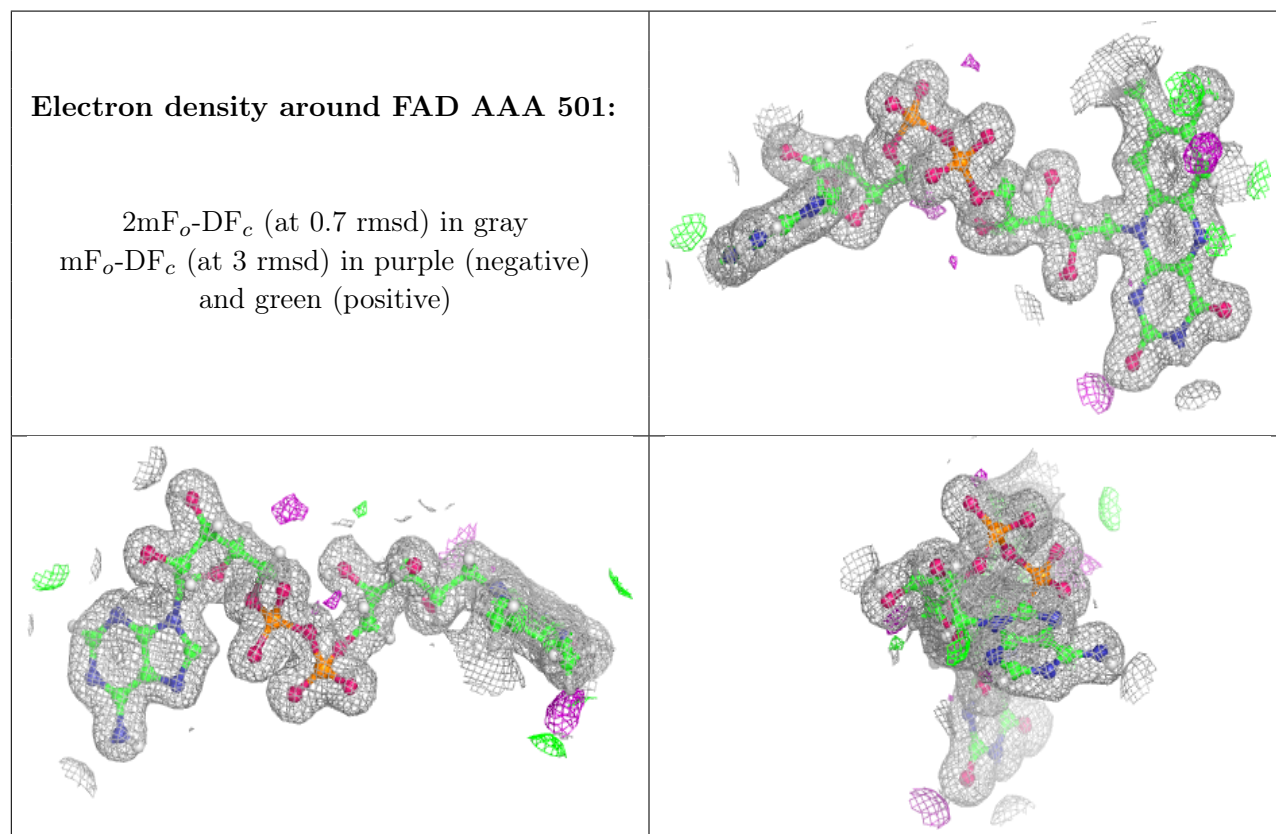 Electron density around FAD AAA 501:
2mFo-DFc (at 0.7 rmsd) in gray
mFo-DFc (at 3 rmsd) in purple (negative)
and green (positive)